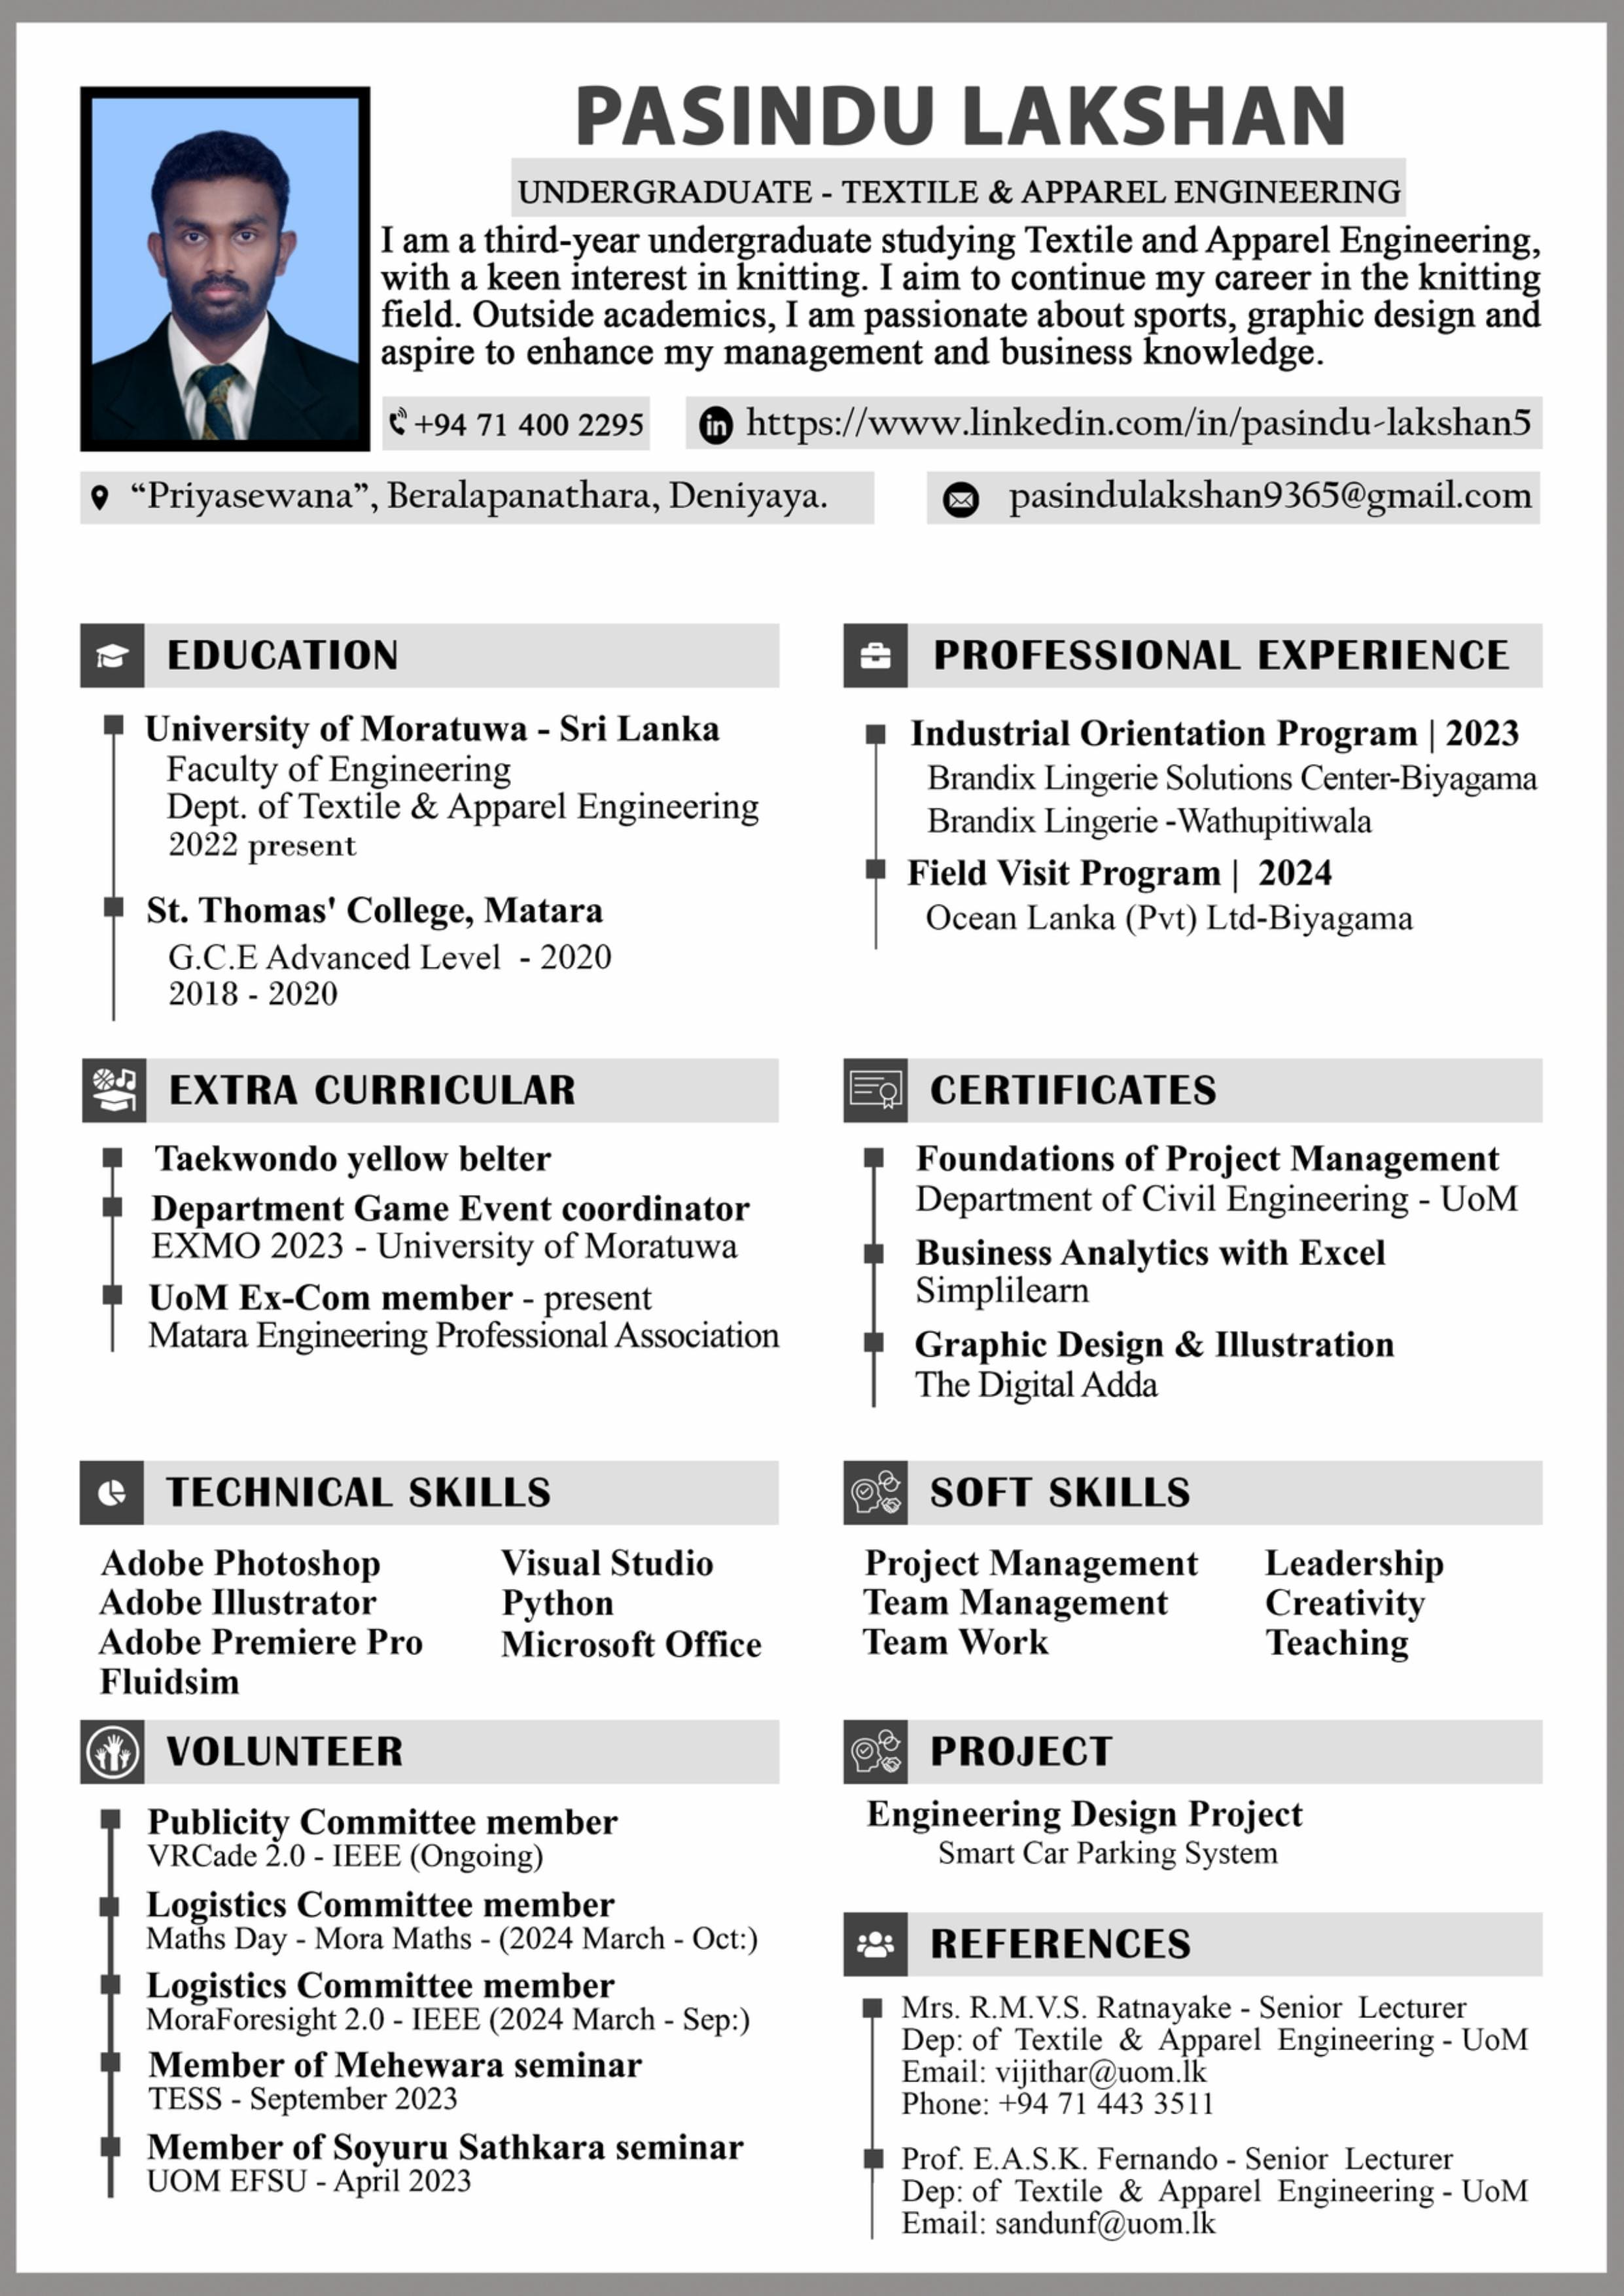 PASINDU LAKSHAN
UNDERGRADUATE - TEXTILE & APPAREL ENGINEERING
I am a third-year undergraduate studying Textile and Apparel Engineering,
with a keen interest in knitting. I aim to continue my career in the knitting
field. Outside academics, I am passionate about sports, graphic design and
aspire to enhance my management and business knowledge.
+94 71 400 2295
in https://www.linkedin.com/in/pasindu-lakshan5
“Priyasewana”, Beralapanathara, Deniyaya.
pasindulakshan9365@gmail.com
EDUCATION
University of Moratuwa - Sri Lanka
Faculty of Engineering
Dept. of Textile & Apparel Engineering
2022 present
St. Thomas' College, Matara
G.C.E Advanced Level - 2020
2018 - 2020
PROFESSIONAL EXPERIENCE
Industrial Orientation Program | 2023
Brandix Lingerie Solutions Center-Biyagama
Brandix Lingerie -Wathupitiwala
Field Visit Program | 2024
Ocean Lanka (Pvt) Ltd-Biyagama
EXTRA CURRICULAR
Taekwondo yellow belter
Department Game Event coordinator
EXMO 2023 - University of Moratuwa
UoM Ex-Com member - present
Matara Engineering Professional Association
CERTIFICATES
Foundations of Project Management
Department of Civil Engineering - UoM
Business Analytics with Excel
Simplilearn
Graphic Design & Illustration
The Digital Adda
TECHNICAL SKILLS
Adobe Photoshop
Adobe Illustrator
Adobe Premiere Pro
Fluidsim
Visual Studio
Python
Microsoft Office
SOFT SKILLS
Project Management
Team Management
Team Work
Leadership
Creativity
Teaching
VOLUNTEER
Publicity Committee member
VRCade 2.0 - IEEE (Ongoing)
Logistics Committee member
Maths Day - Mora Maths - (2024 March - Oct:)
Logistics Committee member
MoraForesight 2.0 - IEEE (2024 March - Sep:)
Member of Mehewara seminar
TESS - September 2023
Member of Soyuru Sathkara seminar
UOM EFSU - April 2023
PROJECT
Engineering Design Project
Smart Car Parking System
REFERENCES
Mrs. R.M.V.S. Ratnayake - Senior Lecturer
Dep: of Textile & Apparel Engineering - UoM
Email: vijithar@uom.lk
Phone: +94 71 443 3511
Prof. E.A.S.K. Fernando - Senior Lecturer
Dep: of Textile & Apparel Engineering - UoM
Email: sandunf@uom.lk